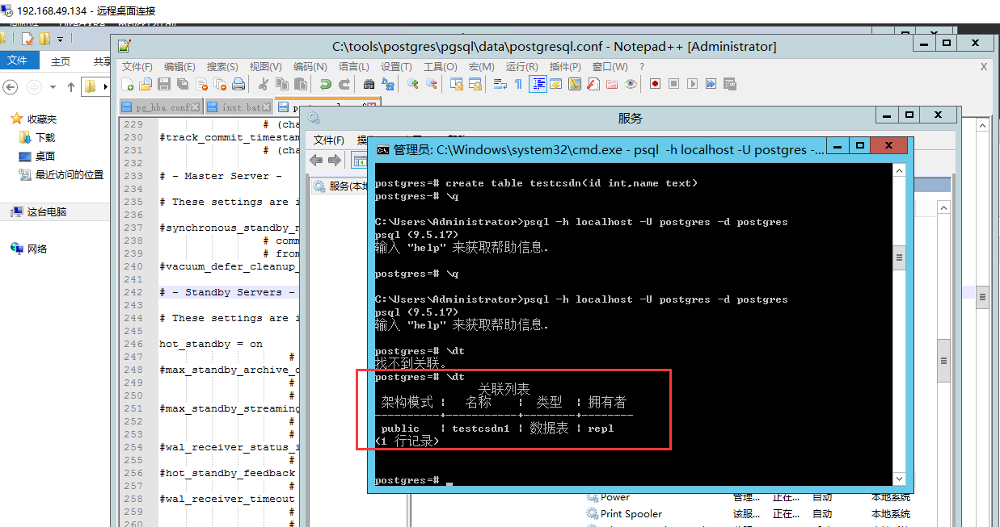 192.168.49.134 - 远程桌面连接
C:\tools\postgres\pgsql\data\postgresql.conf - Notepad++ [Administrator]
文件 主页 共享
文件(F) 编辑(E) 搜索(S) 视图(V) 编码(N) 语言(L) 设置(T) 工具(O) 宏(M) 运行(R) 插件(P) 窗口(W) ? X
pg_hba.conf inst.bat
收藏夹
下载
桌面
最近访问的位置
这台电脑
网络
229 # (cha
230 #track_commit_timestam
231 # (cha
232
233 # - Master Server -
234
235 # These settings are i
236
237 #synchronous_standby_n
238 # comm
239 # from
240 #vacuum_defer_cleanup_
241
242 # - Standby Servers -
243
244 # These settings are i
245
246 hot_standby = on
247 #
248 #max_standby_archive_d
249 #
250 #
251 #max_standby_streaming
252 #
253 #
254 #wal_receiver_status_i
255 #
256 #hot_standby_feedback
257 #
258 #wal_receiver_timeout
259 #
260 #
服务
文件(F)
服务(本地
管理员: C:\Windows\system32\cmd.exe - psql -h localhost -U postgres -...
postgres=# create table testcsdn(id int,name text)
postgres-# \q
C:\Users\Administrator>psql -h localhost -U postgres -d postgres
psql (9.5.17)
输入 "help" 来获取帮助信息.
postgres=# \q
C:\Users\Administrator>psql -h localhost -U postgres -d postgres
psql (9.5.17)
输入 "help" 来获取帮助信息.
postgres=# \dt
找不到关联。
postgres=# \dt
关联列表
架构模式 ¦ 名称 ¦ 类型 ¦ 拥有者
----------+-----------+--------+--------
public ¦ testcsdn1 ¦ 数据表 ¦ repl
(1 行记录)
postgres=# _
Power 管理... 正在... 自动 本地系统
Print Spooler 该服... 正在... 自动 本地系统